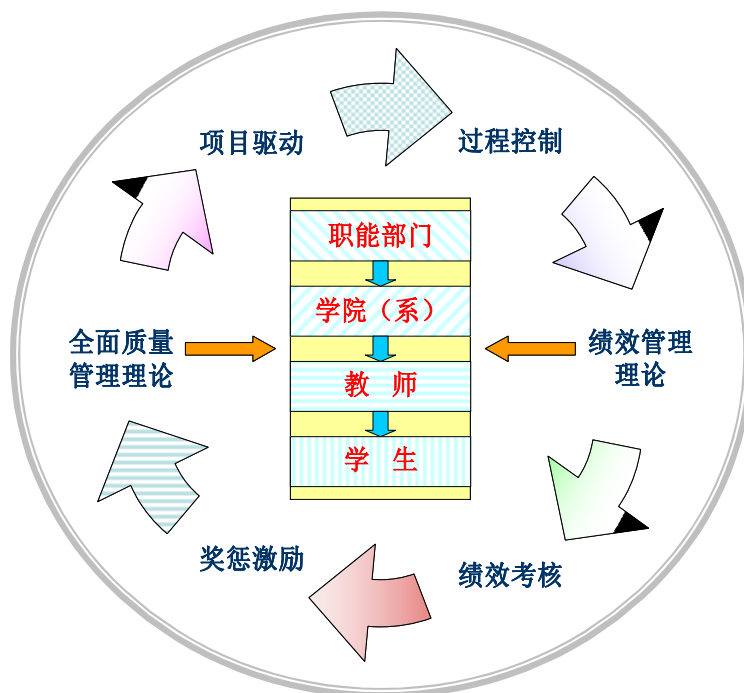 项目驱动
过程控制
职能部门
学院（系）
全面质量
管理理论
绩效管理
理论
教 师
学 生
奖惩激励
绩效考核